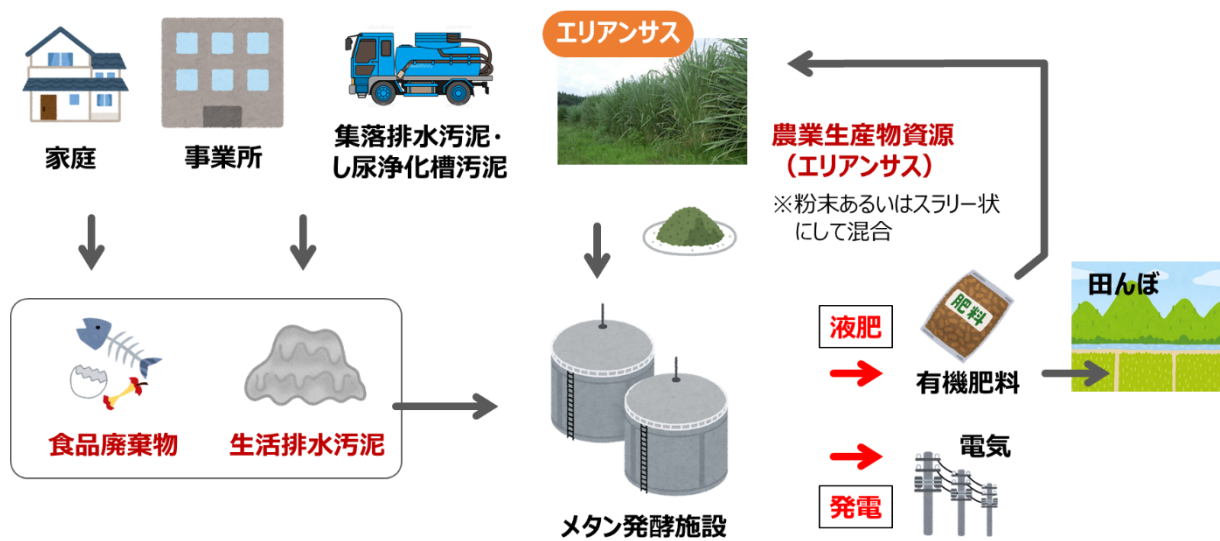 エリアンサス
家庭
事業所
集落排水汚泥・
し尿浄化槽汚泥
農業生産物資源
（エリアンサス）
※粉末あるいはスラリー状
にして混合
食品廃棄物
生活排水汚泥
メタン発酵施設
液肥
肥料
有機肥料
田んぼ
電気
発電